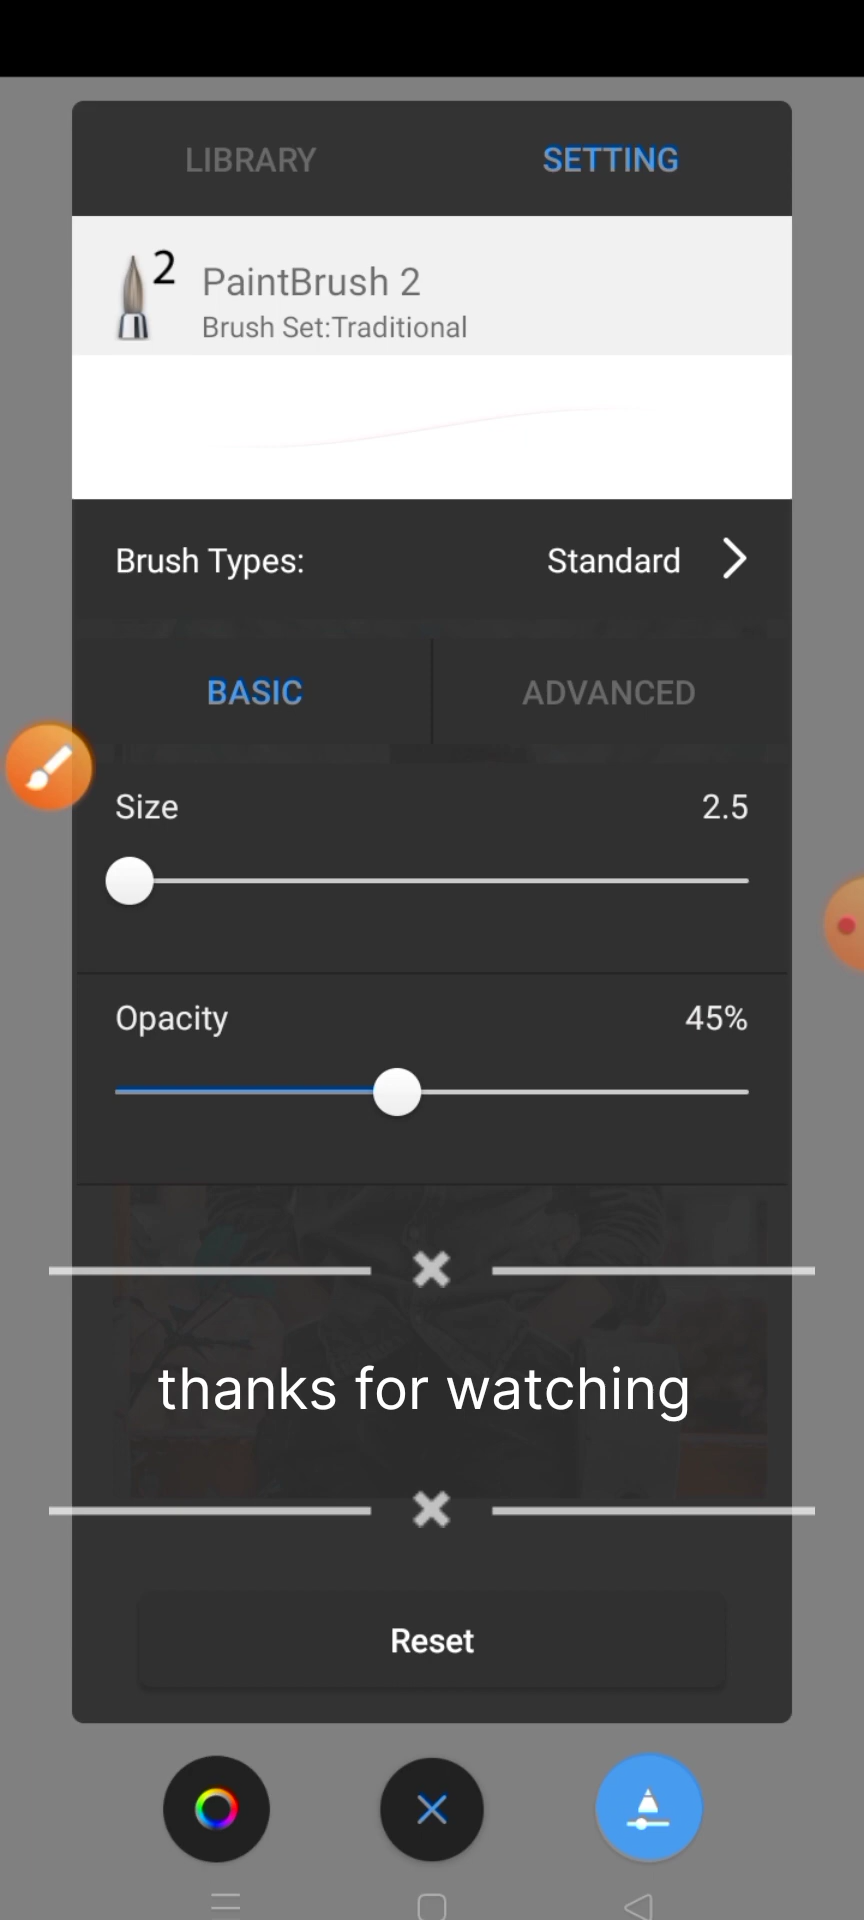 LIBRARY SETTING
2
PaintBrush 2
Brush Set:Traditional
Brush Types: Standard
BASIC ADVANCED
Size 2.5
Opacity 45%
thanks for watching
Reset